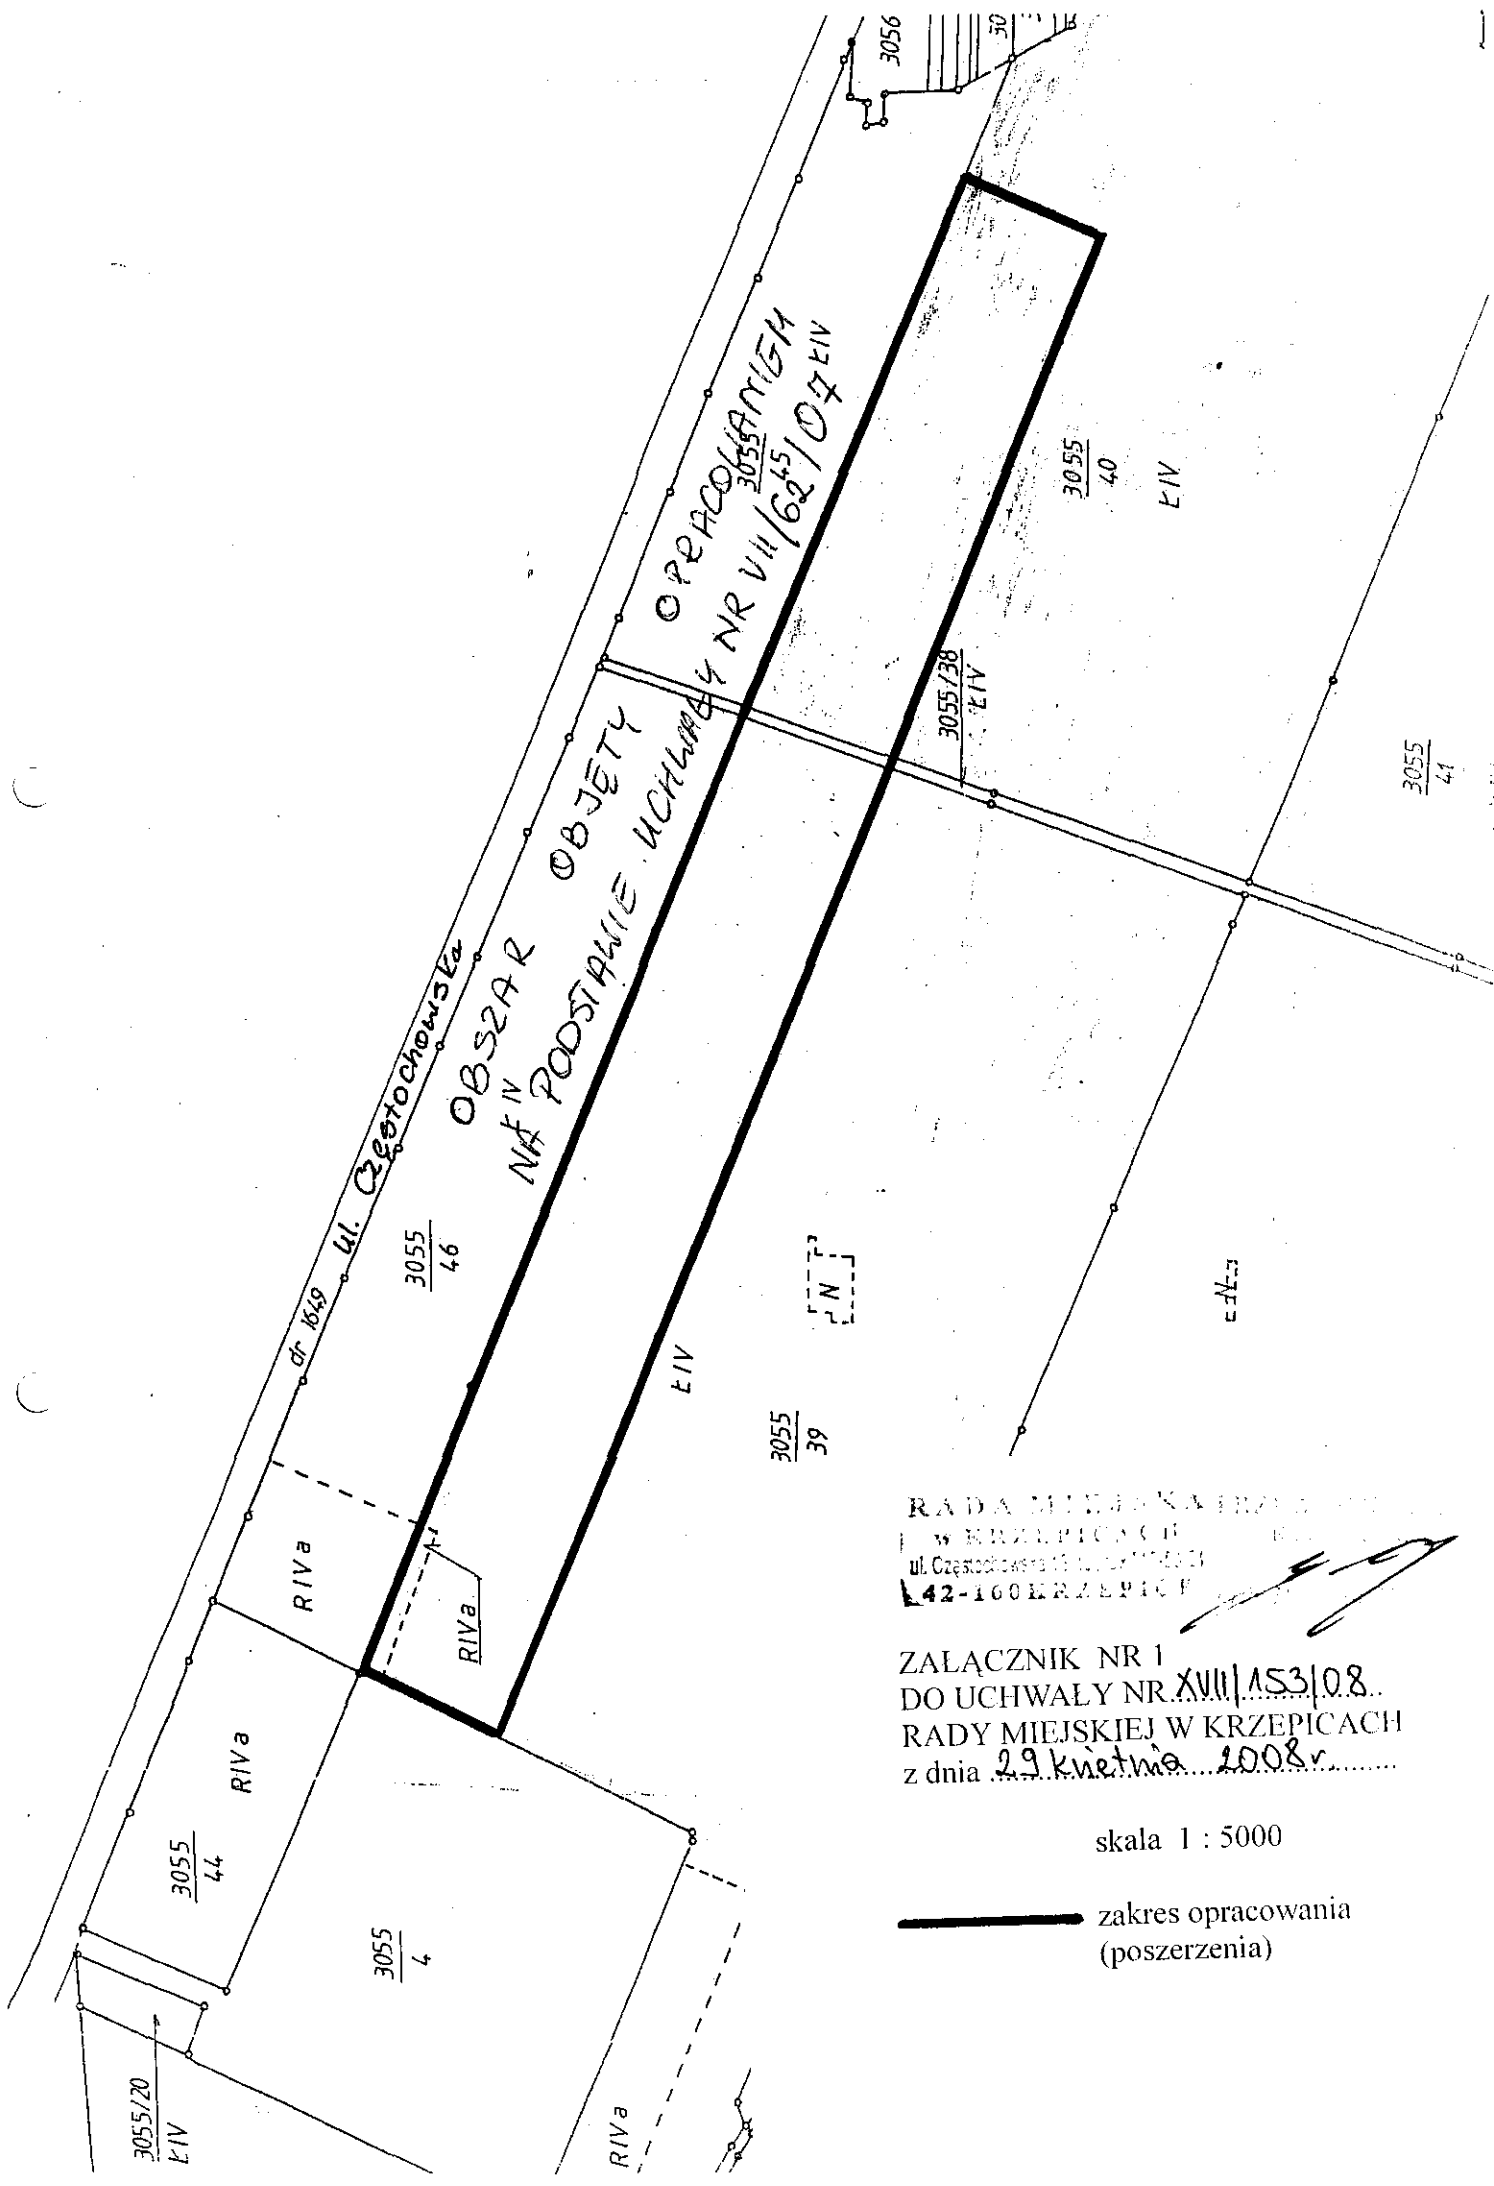 3056
30
OBSZAR OBJĘTY OPRACOWANIEM
NA PODSTAWIE UCHWAŁY NR VII/62/07
3055
45
ŁIV
3055
40
ŁIV
3055/38
ŁIV
3055
41
ul. Częstochowska
dr 1649
ŁIV
3055
46
ŁIV
N
3055
39
N
RIVa
RIVa
RIVa
3055
44
3055
4
3055/20
ŁIV
RIVa
RADA MIEJSKA
W KRZEPICACH
ul. Częstochowska
42-160 KRZEPICE
ZAŁĄCZNIK NR 1
DO UCHWAŁY NR XVII/153/08
RADY MIEJSKIEJ W KRZEPICACH
z dnia 29 kwietnia 2008 r.
skala 1 : 5000
zakres opracowania
(poszerzenia)